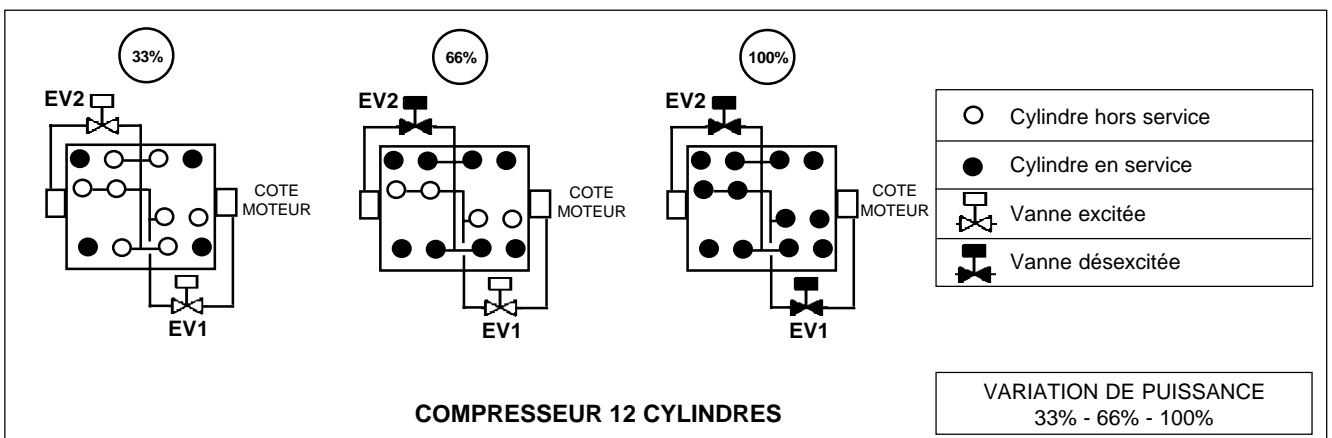 33%
66%
100%
EV2
EV2
EV2
COTE
MOTEUR
COTE
MOTEUR
COTE
MOTEUR
EV1
EV1
EV1
Cylindre hors service
Cylindre en service
Vanne excitée
Vanne désexcitée
COMPRESSEUR 12 CYLINDRES
VARIATION DE PUISSANCE
33% - 66% - 100%